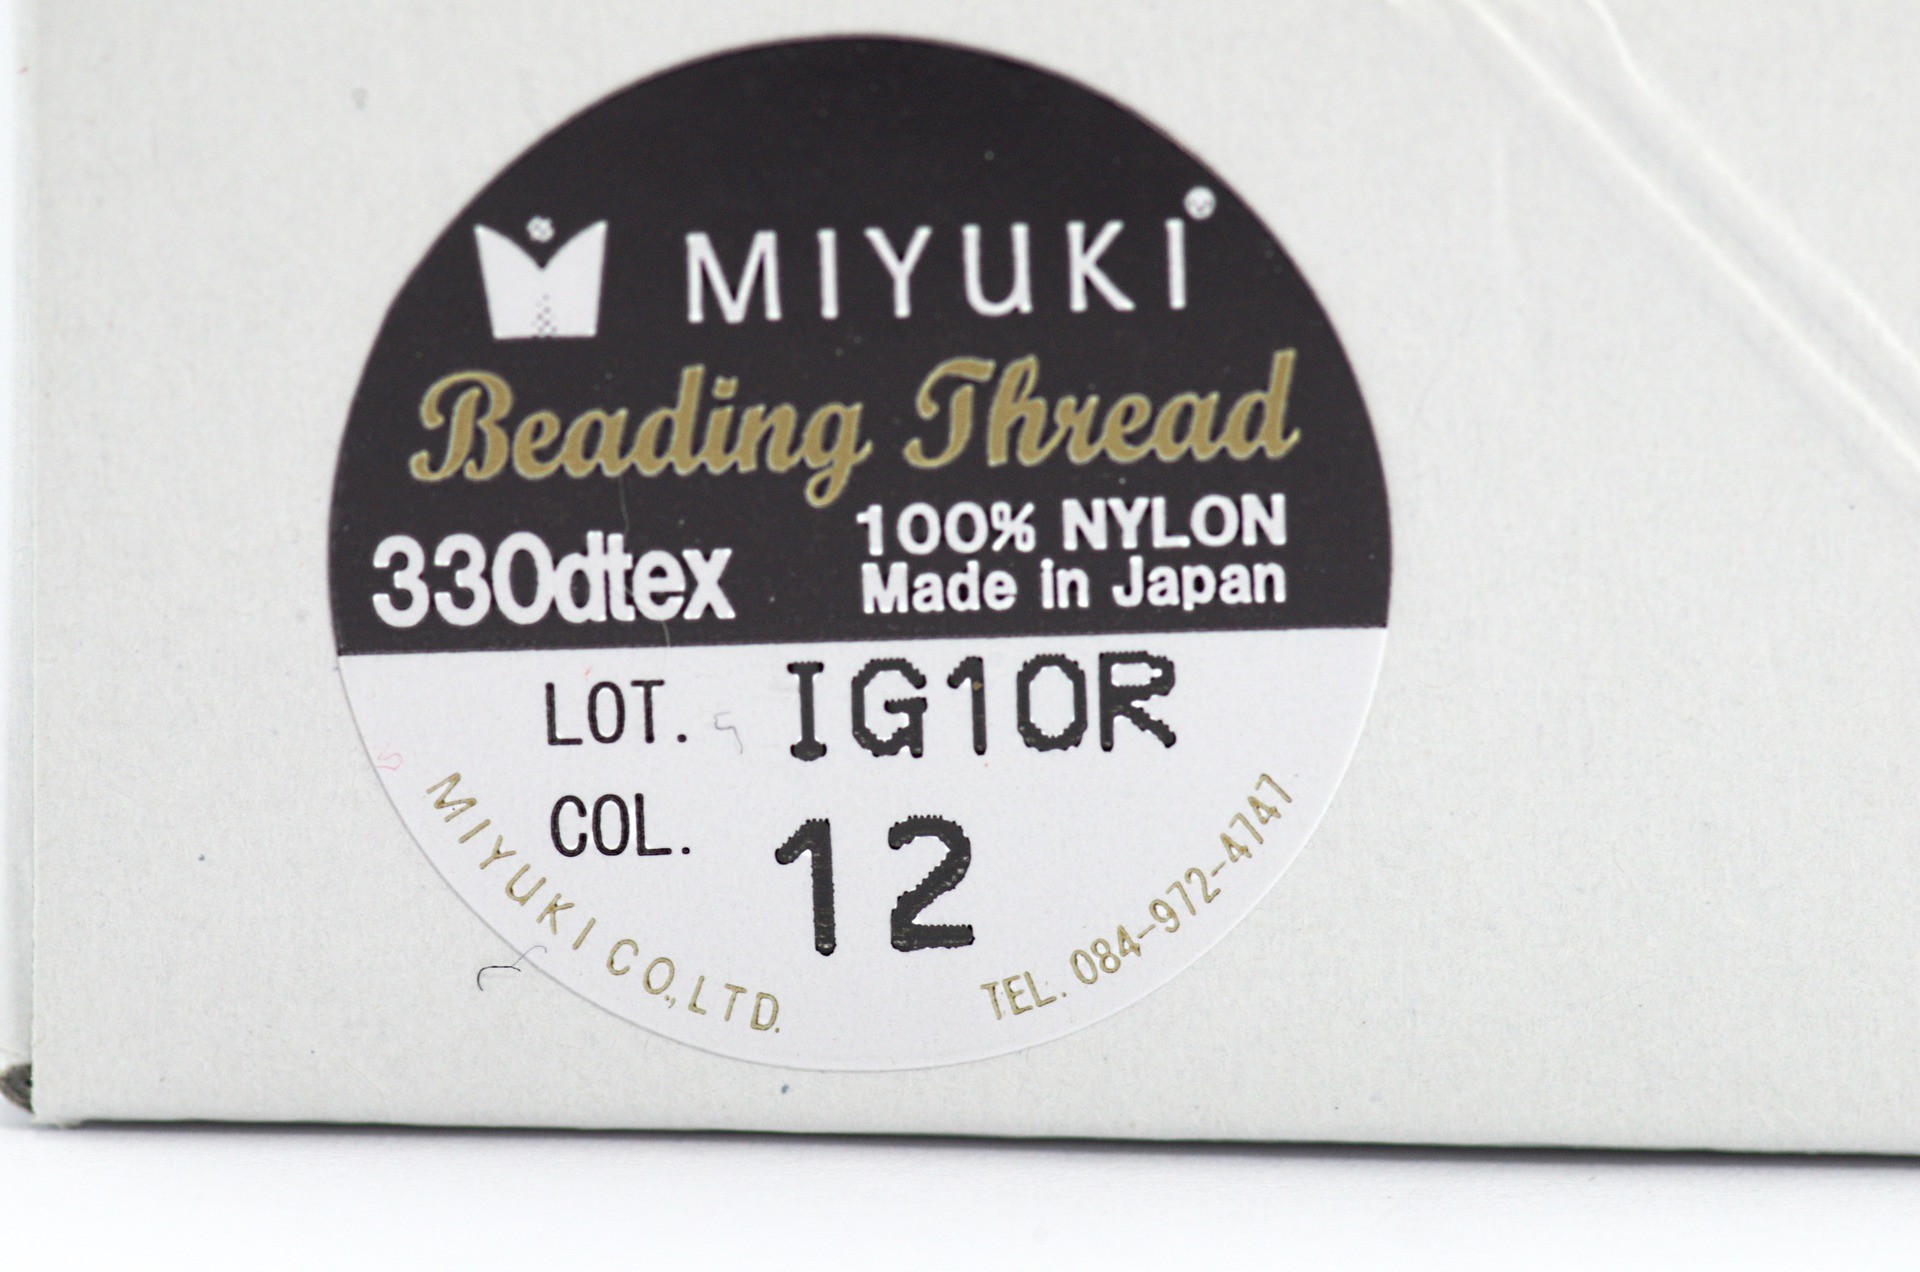 MIYUKI®
Beading Thread
330dtex
100% NYLON
Made in Japan
LOT. IG10R
COL. 12
MIYUKI CO.,LTD.
TEL. 084-972-4747